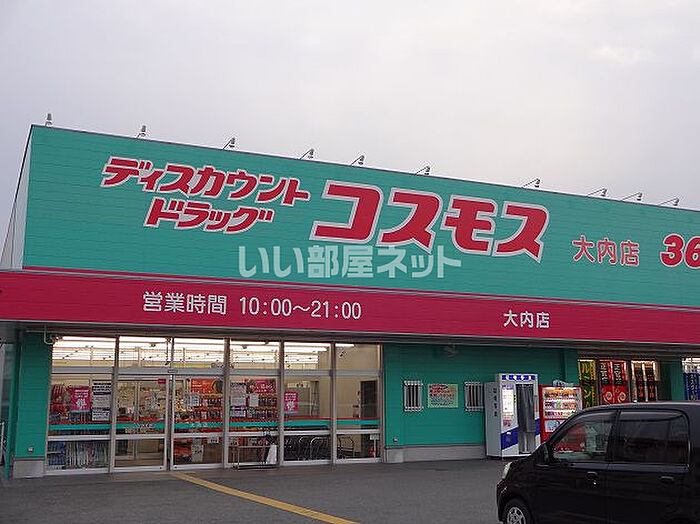 ディスカウント
ドラッグ
コスモス
大内店
36
いい部屋ネット
営業時間 10:00〜21:00
大内店